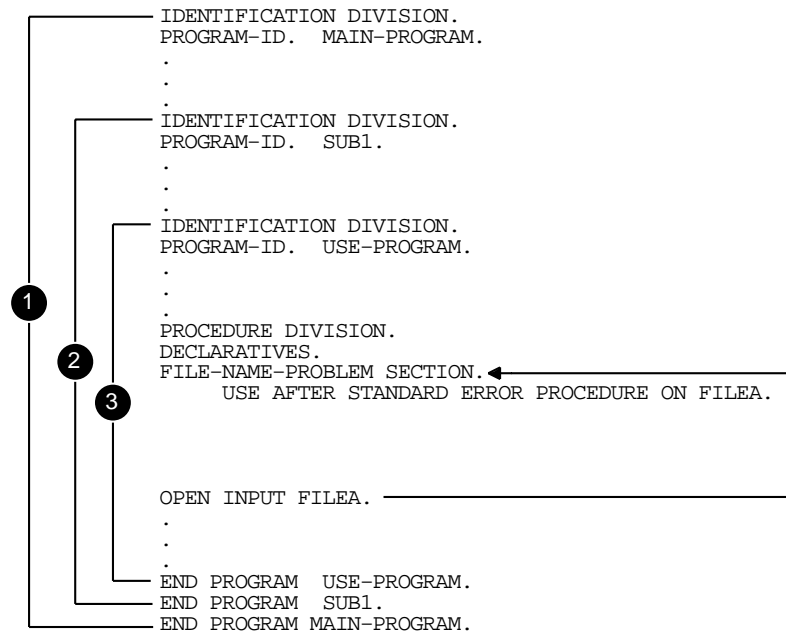 IDENTIFICATION DIVISION.
PROGRAM-ID. MAIN-PROGRAM.
.
.
.
IDENTIFICATION DIVISION.
PROGRAM-ID. SUB1.
.
.
.
IDENTIFICATION DIVISION.
PROGRAM-ID. USE-PROGRAM.
.
.
.
1
PROCEDURE DIVISION.
DECLARATIVES.
2
FILE-NAME-PROBLEM SECTION.
USE AFTER STANDARD ERROR PROCEDURE ON FILEA.
3
OPEN INPUT FILEA.
.
.
.
END PROGRAM USE-PROGRAM.
END PROGRAM SUB1.
END PROGRAM MAIN-PROGRAM.